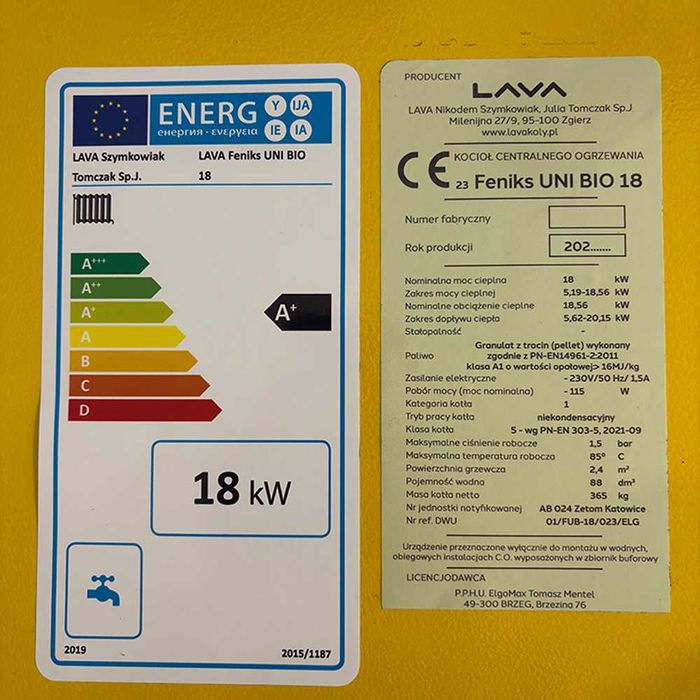 ENERG
енергия · ενεργεια
Y IJA
IE IA
LAVA Szymkowiak LAVA Feniks UNI BIO
Tomczak Sp.J. 18
A+++
A++
A+
A
B
C
D
A+
18 kW
2019 2015/1187
PRODUCENT
LAVA
LAVA Nikodem Szymkowiak, Julia Tomczak Sp.J
Milenijna 27/9, 95-100 Zgierz
www.lavakoly.pl
CE 23
KOCIOŁ CENTRALNEGO OGRZEWANIA
Feniks UNI BIO 18
Numer fabryczny
Rok produkcji 202.......
Nominalna moc cieplna 18 kW
Zakres mocy cieplnej 5,19-18,56 kW
Nominalne obciążenie cieplne 18,56 kW
Zakres dopływu ciepła 5,62-20,15 kW
Stałopalność -
Paliwo Granulat z trocin (pellet) wykonany
zgodnie z PN-EN14961-2:2011
klasa A1 o wartości opałowej> 16MJ/kg
Zasilanie elektryczne ~ 230V/50 Hz/ 1,5A
Pobór mocy (moc nominalna) ~ 115 W
Kategoria kotła 1
Tryb pracy kotła niekondensacyjny
Klasa kotła 5 - wg PN-EN 303-5, 2021-09
Maksymalne ciśnienie robocze 1,5 bar
Maksymalna temperatura robocza 85° C
Powierzchnia grzewcza 2,4 m²
Pojemność wodna 88 dm³
Masa kotła netto 365 kg
Nr jednostki notyfikowanej AB 024 Zetom Katowice
Nr ref. DWU 01/FUB-18/023/ELG
Urządzenie przeznaczone wyłącznie do montażu w wodnych,
obiegowych instalacjach C.O. wyposażonych w zbiornik buforowy
LICENCJODAWCA
P.P.H.U. ElgoMax Tomasz Mentel
49-300 BRZEG, Brzezina 76